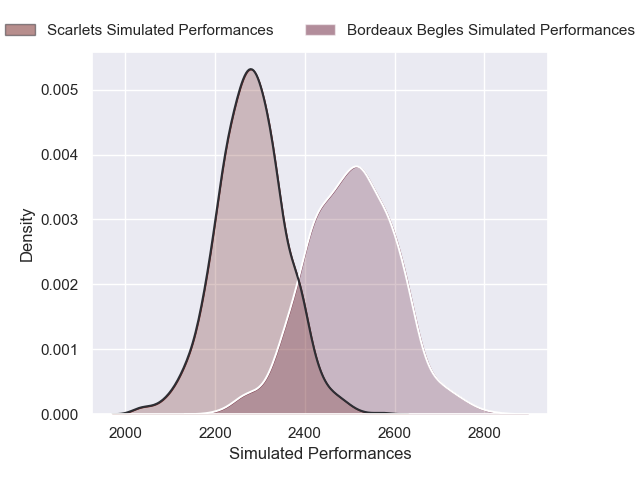 Scarlets Simulated Performances
Bordeaux Begles Simulated Performances
Density
0.005
0.004
0.003
0.002
0.001
0.000
2000 2200 2400 2600 2800
Simulated Performances